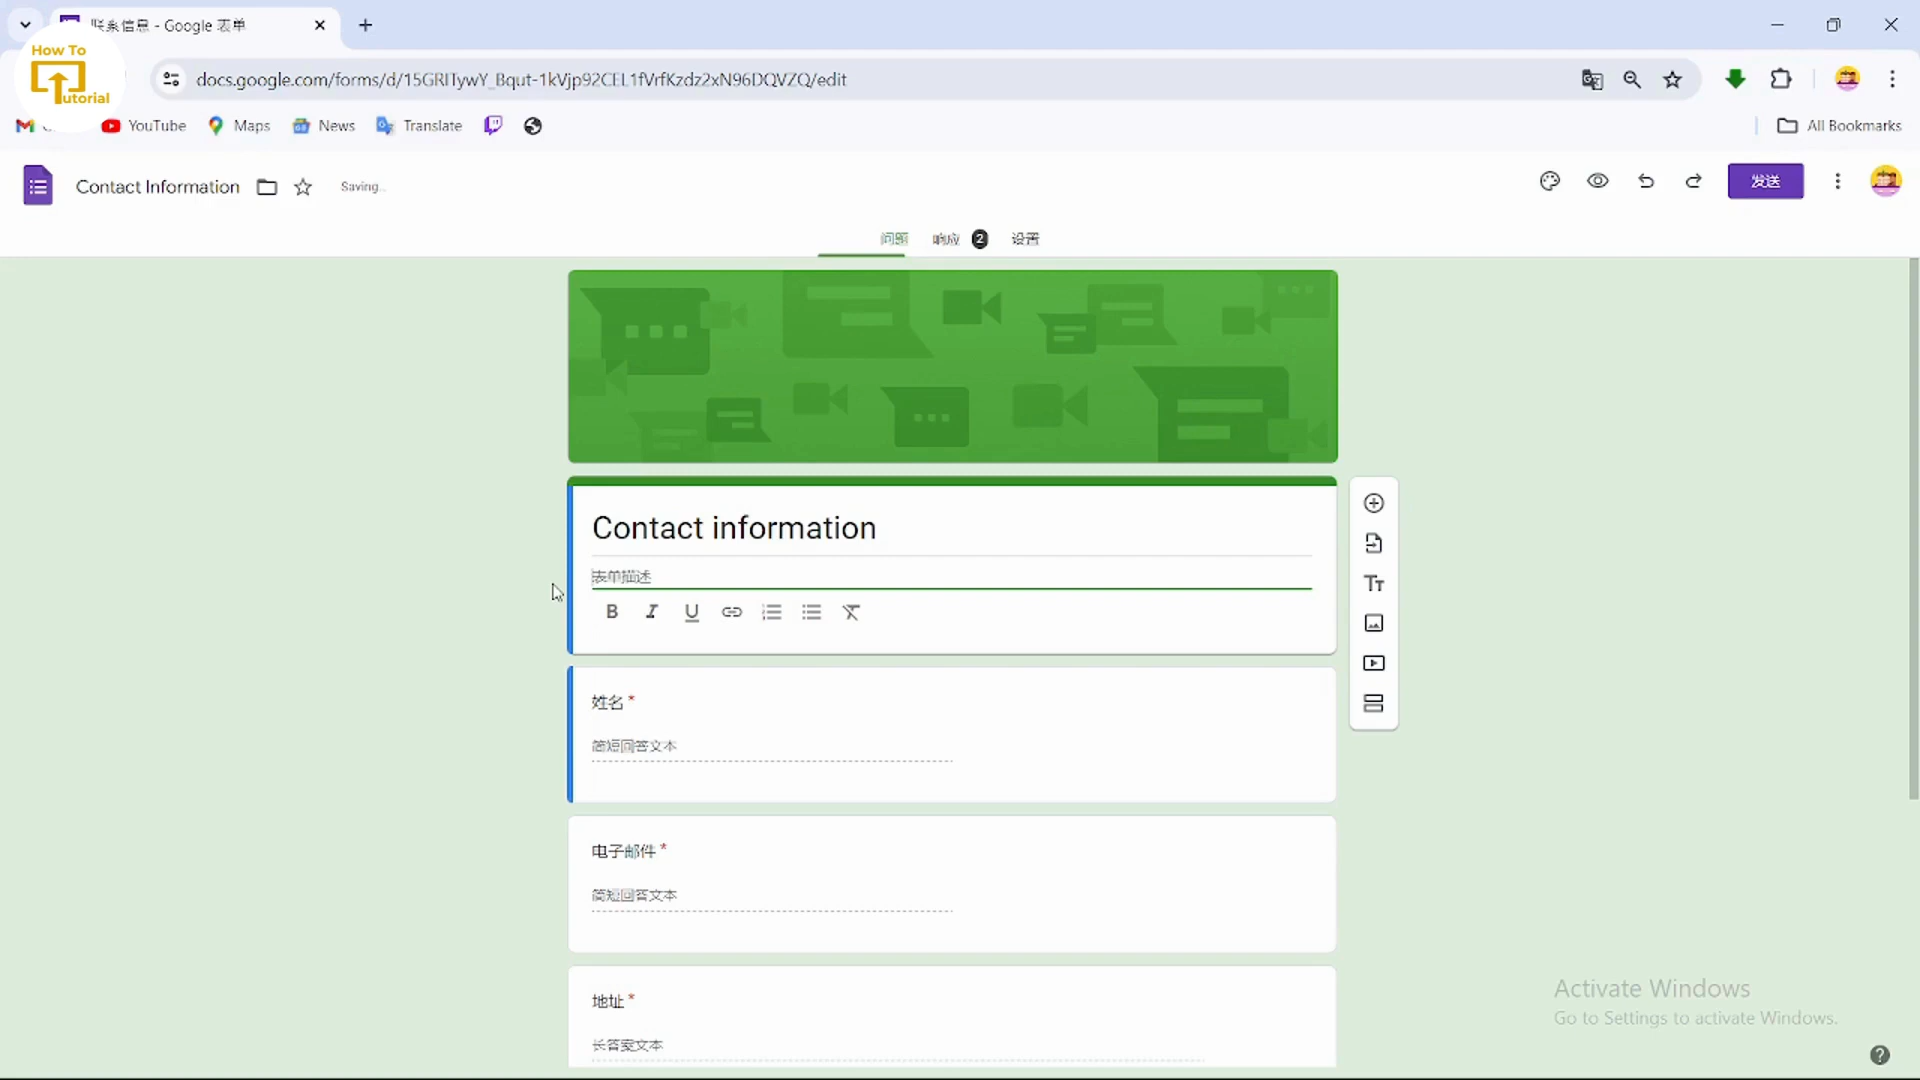 联系信息 - Google 表单
How To
utorial
docs.google.com/forms/d/15GRlTywY_Bqut-1kVjp92CEL1fVrfKzdz2xN96DQVZQ/edit
YouTube
Maps
News
Translate
All Bookmarks
Contact Information
Saving..
发送
问题
响应
2
设置
Contact information
表单描述
姓名 *
简短回答文本
电子邮件 *
简短回答文本
地址 *
长答案文本
Activate Windows
Go to Settings to activate Windows.